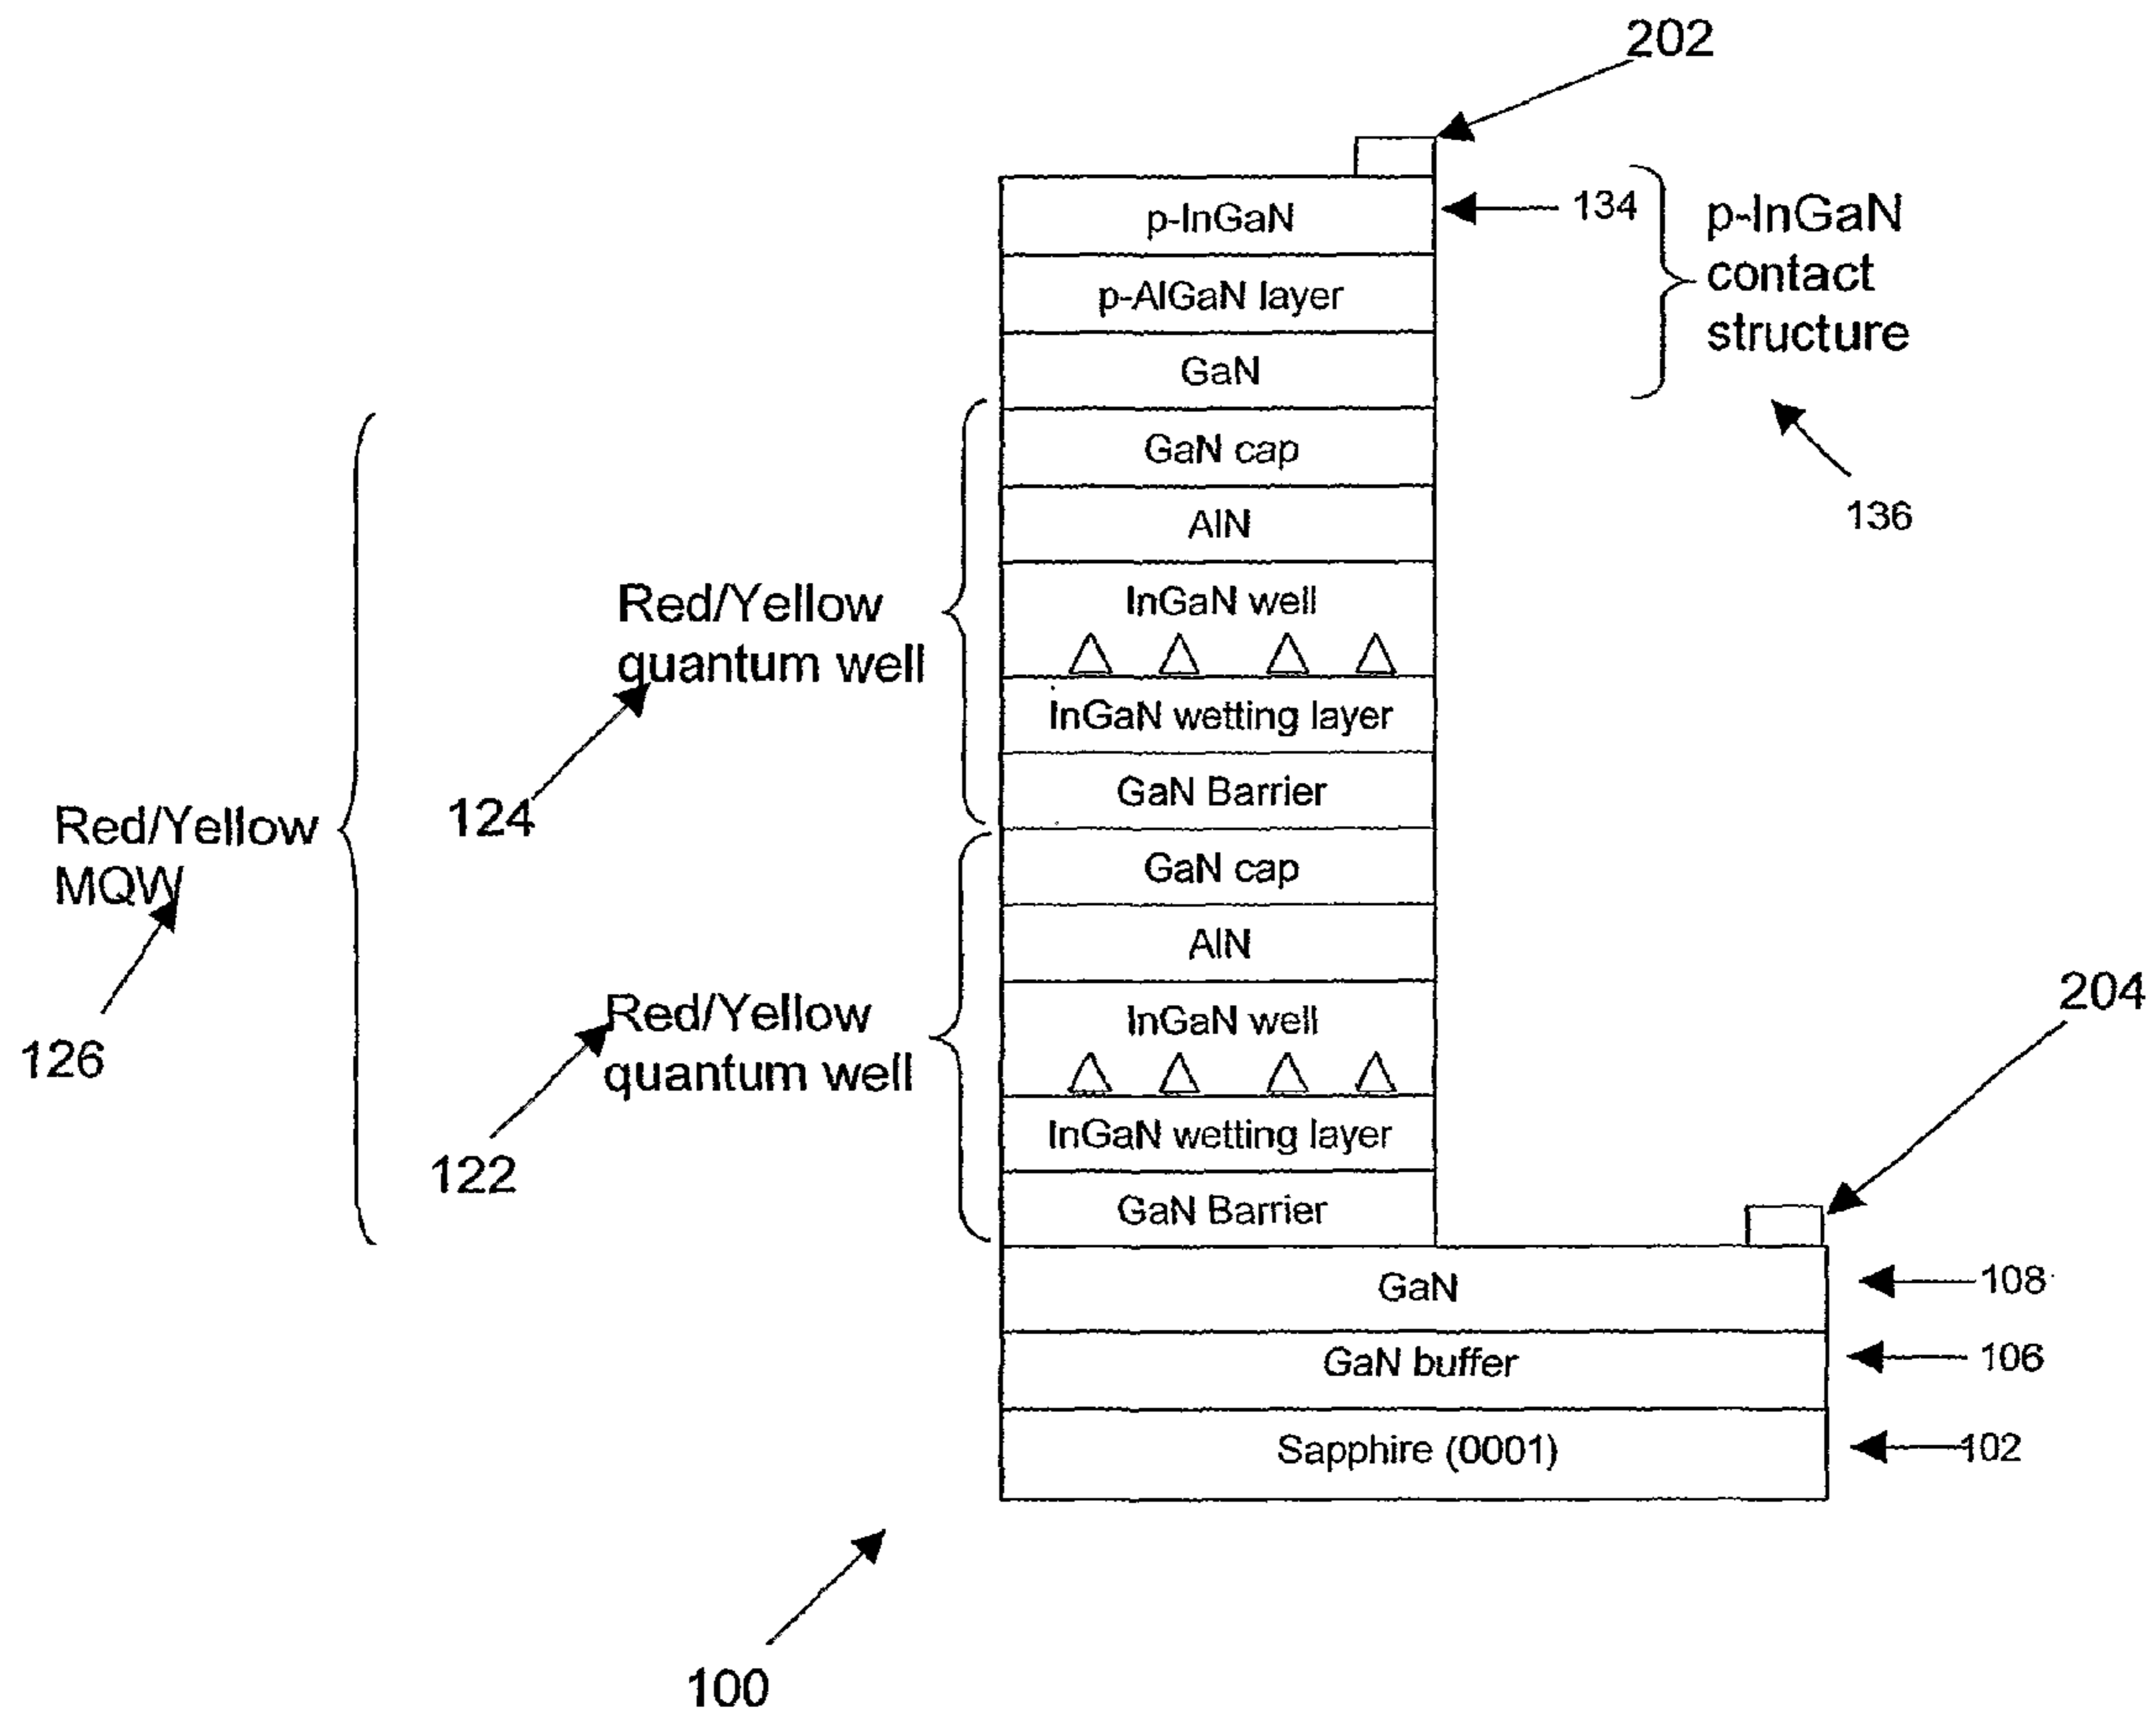 202
p-InGaN
134
p-InGaN
contact
structure
p-AlGaN layer
GaN
GaN cap
136
AlN
Red/Yellow
quantum well
InGaN well
InGaN wetting layer
124
GaN Barrier
Red/Yellow
MQW
GaN cap
AlN
204
126
Red/Yellow
quantum well
InGaN well
122
InGaN wetting layer
GaN Barrier
GaN
108
GaN buffer
106
Sapphire (0001)
102
100